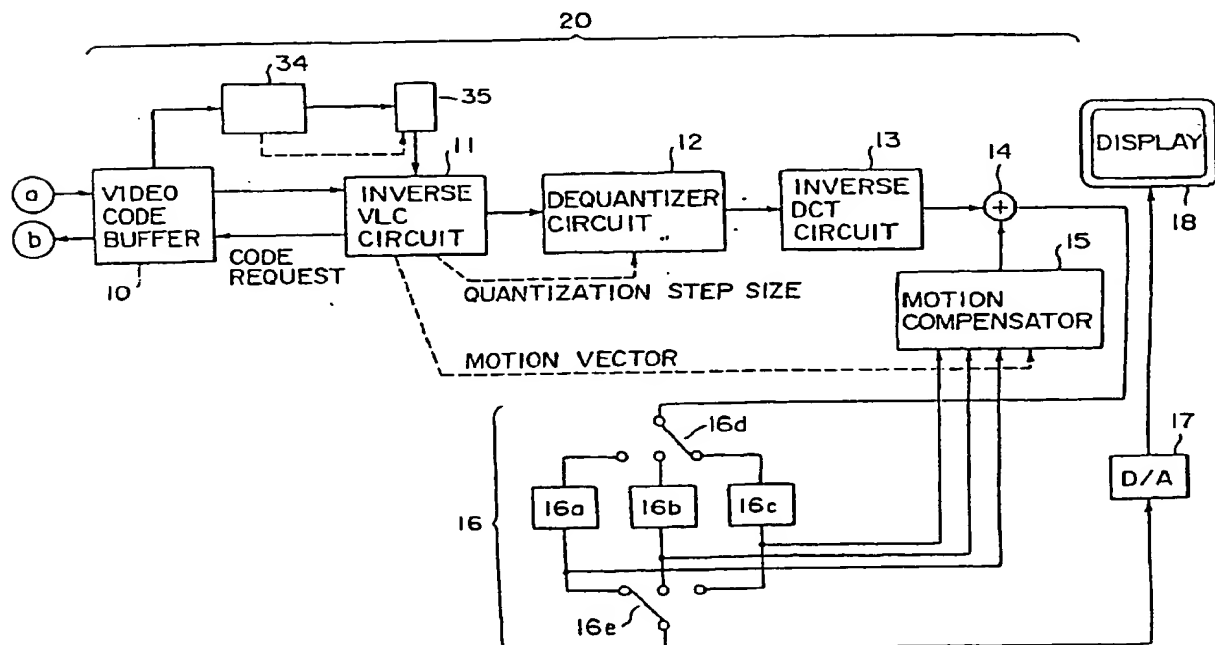 20
34
35
11
12
13
14
DISPLAY
18
a
b
VIDEO
CODE
BUFFER
10
INVERSE
VLC
CIRCUIT
DEQUANTIZER
CIRCUIT
INVERSE
DCT
CIRCUIT
+
CODE
REQUEST
QUANTIZATION STEP SIZE
15
MOTION
COMPENSATOR
MOTION VECTOR
16d
17
D/A
16
16a
16b
16c
16e